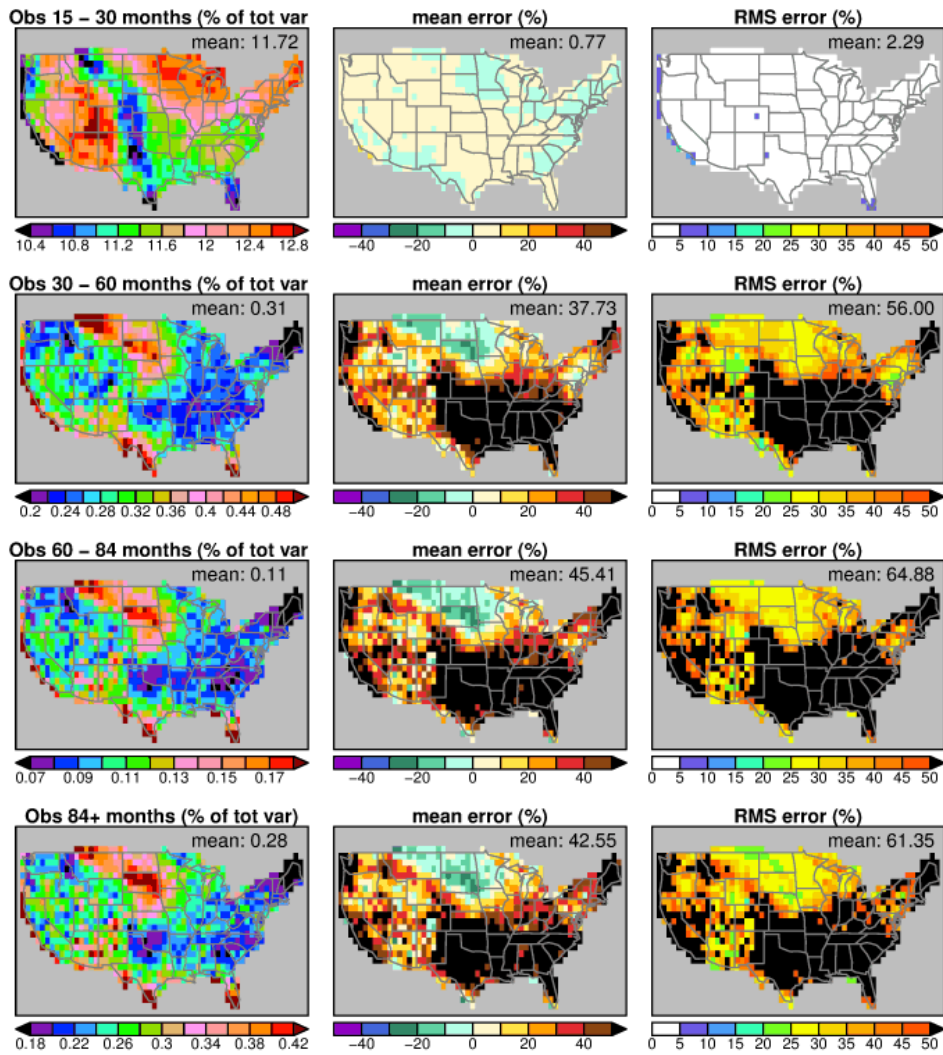 Obs 15 – 30 months (% of tot var
mean: 11.72
10.4 10.8 11.2 11.6 12 12.4 12.8
mean error (%)
mean: 0.77
−40 −20 0 20 40
RMS error (%)
mean: 2.29
0 5 10 15 20 25 30 35 40 45 50
Obs 30 – 60 months (% of tot var
mean: 0.31
0.2 0.24 0.28 0.32 0.36 0.4 0.44 0.48
mean error (%)
mean: 37.73
−40 −20 0 20 40
RMS error (%)
mean: 56.00
0 5 10 15 20 25 30 35 40 45 50
Obs 60 – 84 months (% of tot var
mean: 0.11
0.07 0.09 0.11 0.13 0.15 0.17
mean error (%)
mean: 45.41
−40 −20 0 20 40
RMS error (%)
mean: 64.88
0 5 10 15 20 25 30 35 40 45 50
Obs 84+ months (% of tot var)
mean: 0.28
0.18 0.22 0.26 0.3 0.34 0.38 0.42
mean error (%)
mean: 42.55
−40 −20 0 20 40
RMS error (%)
mean: 61.35
0 5 10 15 20 25 30 35 40 45 50